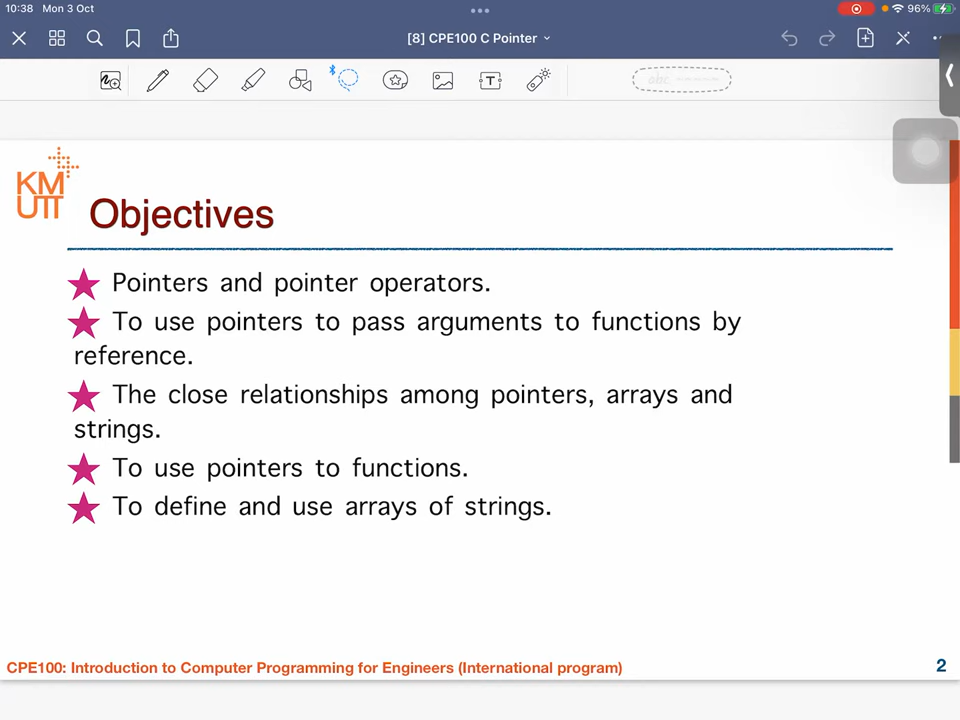 10:38 Mon 3 Oct
96%
[8] CPE100 C Pointer
T
KM
UTT
Objectives
Pointers and pointer operators.
To use pointers to pass arguments to functions by
reference.
The close relationships among pointers, arrays and
strings.
To use pointers to functions.
To define and use arrays of strings.
CPE100: Introduction to Computer Programming for Engineers (International program)
2